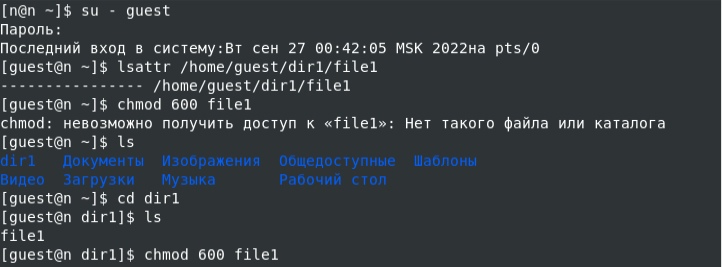 [n@n ~]$ su - guest
Пароль:
Последний вход в систему:Вт сен 27 00:42:05 MSK 2022на pts/0
[guest@n ~]$ lsattr /home/guest/dir1/file1
---------------- /home/guest/dir1/file1
[guest@n ~]$ chmod 600 file1
chmod: невозможно получить доступ к «file1»: Нет такого файла или каталога
[guest@n ~]$ ls
dir1   Документы  Изображения  Общедоступные  Шаблоны
Видео  Загрузки   Музыка       Рабочий стол
[guest@n ~]$ cd dir1
[guest@n dir1]$ ls
file1
[guest@n dir1]$ chmod 600 file1